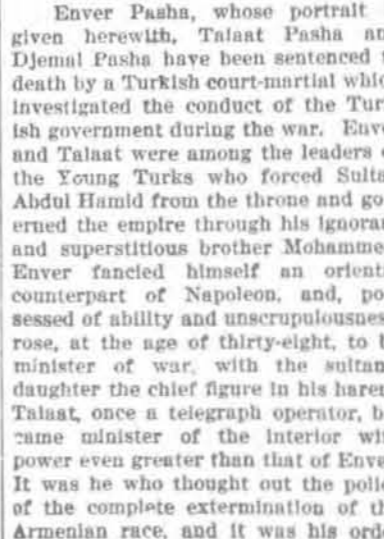 Enver Pasha, whose portrait
given herewith, Talaat Pasha an
Djemal Pasha have been sentenced t
death by a Turkish court-martial whic
investigated the conduct of the Tur
ish government during the war. Enve
and Talaat were among the leaders o
the Young Turks who forced Sulta
Abdul Hamid from the throne and go
erned the empire through his ignoran
and superstitious brother Mohamme
Enver fancied himself an orienta
counterpart of Napoleon, and, po
sessed of ability and unscrupulousnes
rose, at the age of thirty-eight, to b
minister of war, with the sultan
daughter the chief figure in his harem
Talaat, once a telegraph operator, b
came minister of the interior wit
power even greater than that of Enve
It was he who thought out the polic
of the complete extermination of th
Armenian race, and it was his orde